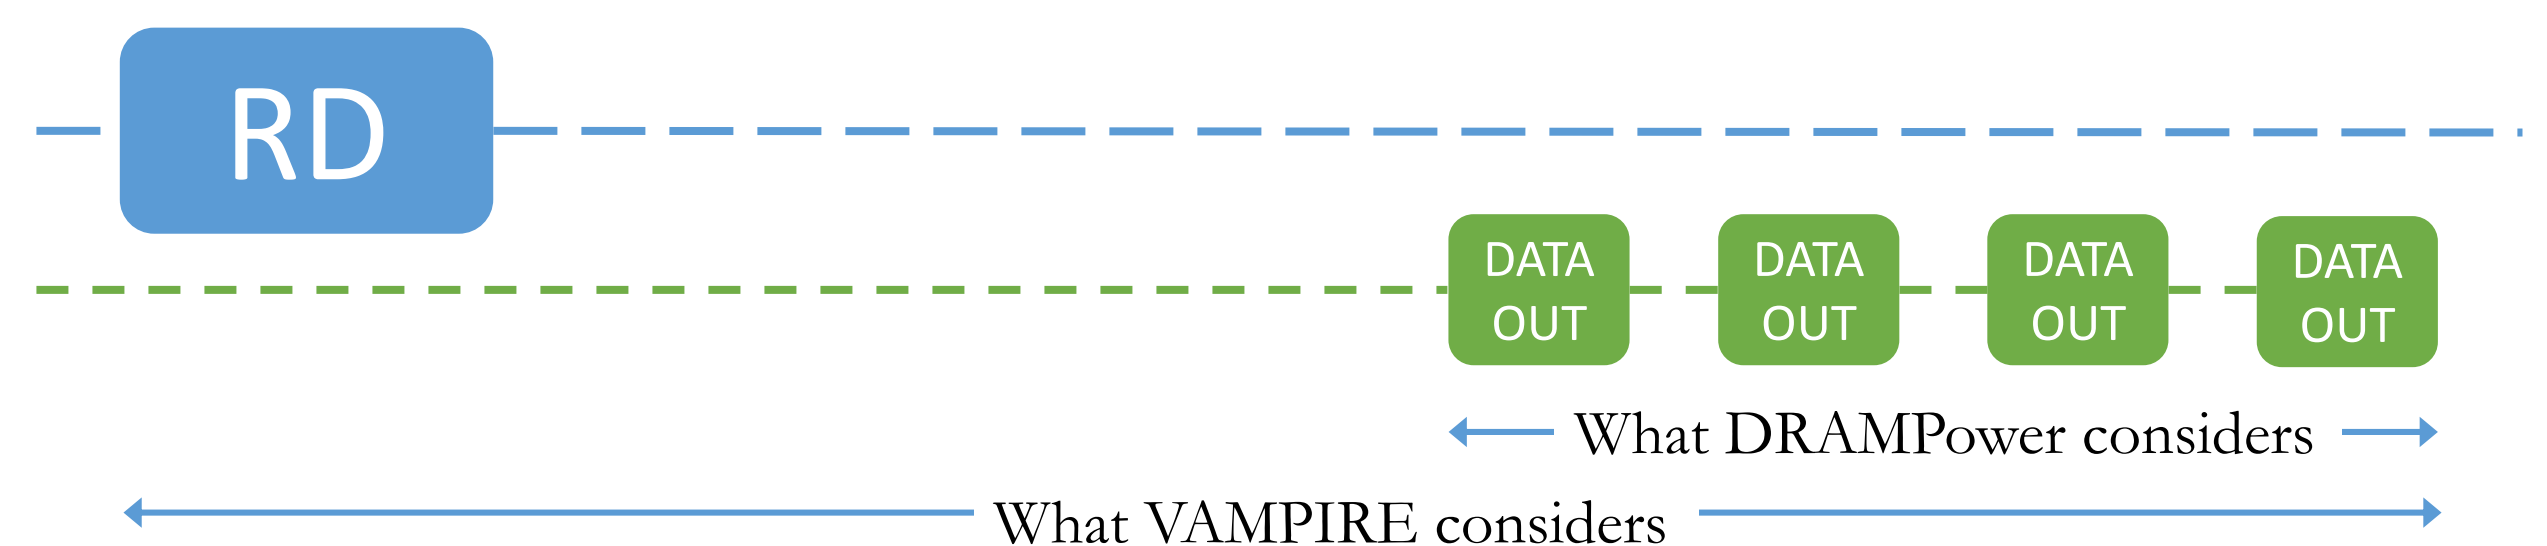 RD
DATA
OUT
DATA
OUT
DATA
OUT
DATA
OUT
What DRAMPower considers
What VAMPIRE considers